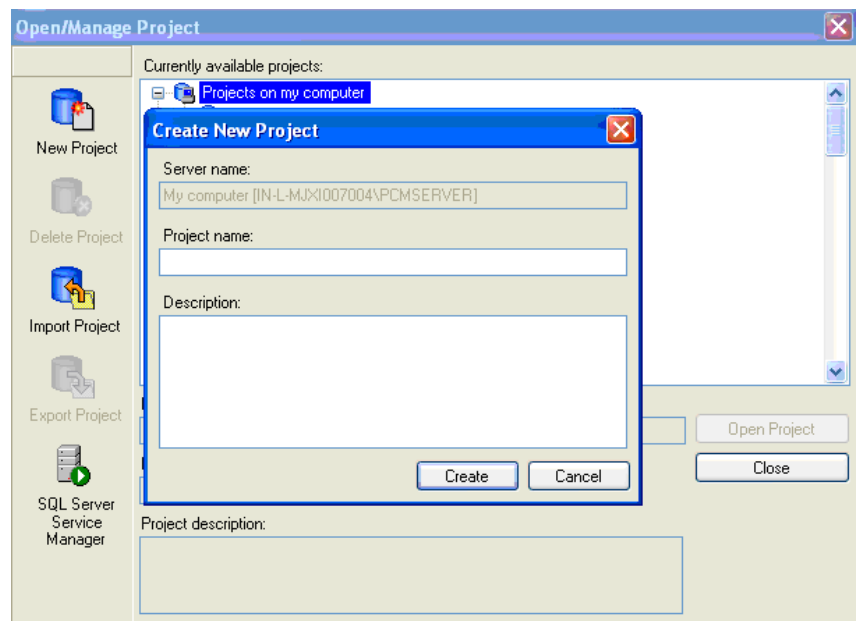 Open/Manage Project
Currently available projects:
Projects on my computer
New Project
Delete Project
Import Project
Export Project
SQL Server
Service
Manager
Create New Project
Server name:
My computer [IN-L-MJXI007004\PCMSERVER]
Project name:
Description:
Create
Cancel
Open Project
Close
Project description: